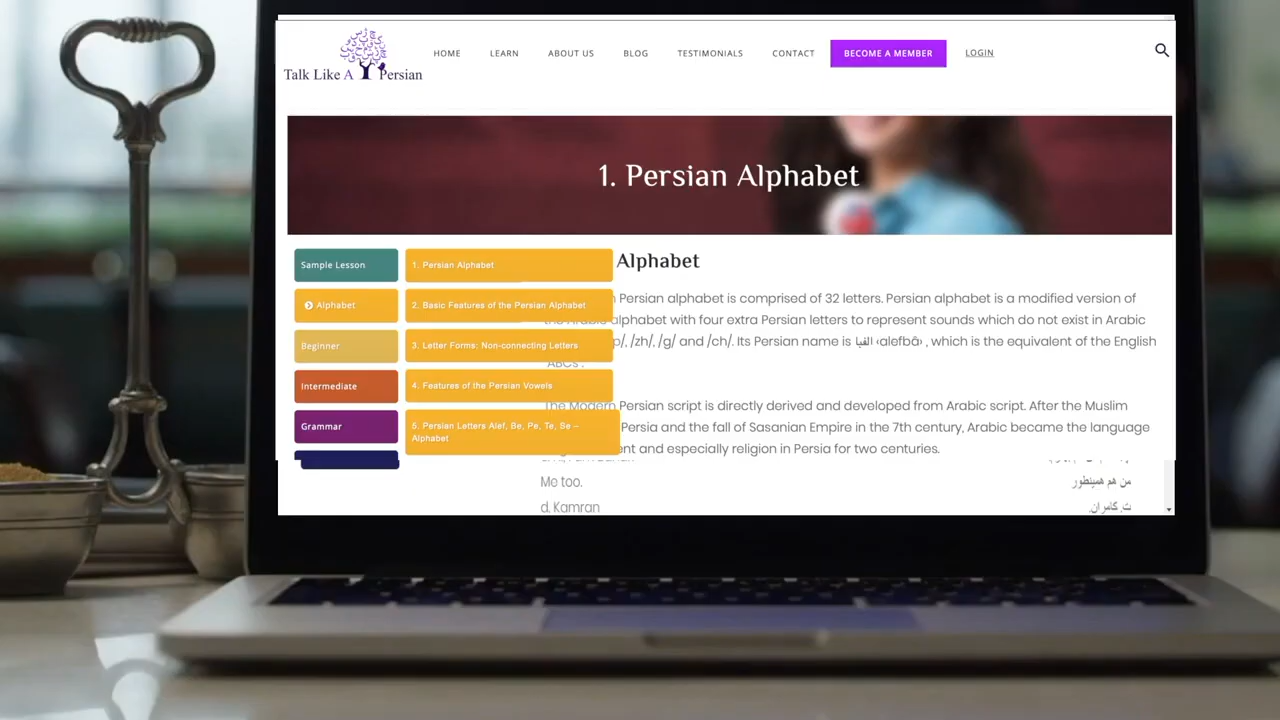 Talk Like A Persian
HOME LEARN ABOUT US BLOG TESTIMONIALS CONTACT BECOME A MEMBER LOGIN
1. Persian Alphabet
Sample Lesson
Alphabet
Beginner
Intermediate
Grammar
1. Persian Alphabet
2. Basic Features of the Persian Alphabet
3. Letter Forms: Non-connecting Letters
4. Features of the Persian Vowels
5. Persian Letters Alef, Be, Pe, Te, Se –
Alphabet
Alphabet
Persian alphabet is comprised of 32 letters. Persian alphabet is a modified version of
alphabet with four extra Persian letters to represent sounds which do not exist in Arabic
/zh/, /g/ and /ch/. Its Persian name is الفبا ‹alefbā› , which is the equivalent of the English
ABCs .
The Modern Persian script is directly derived and developed from Arabic script. After the Muslim
Persia and the fall of Sasanian Empire in the 7th century, Arabic became the language
and especially religion in Persia for two centuries.
Me too. من هم همینطور
d. Kamran ت. کامران.